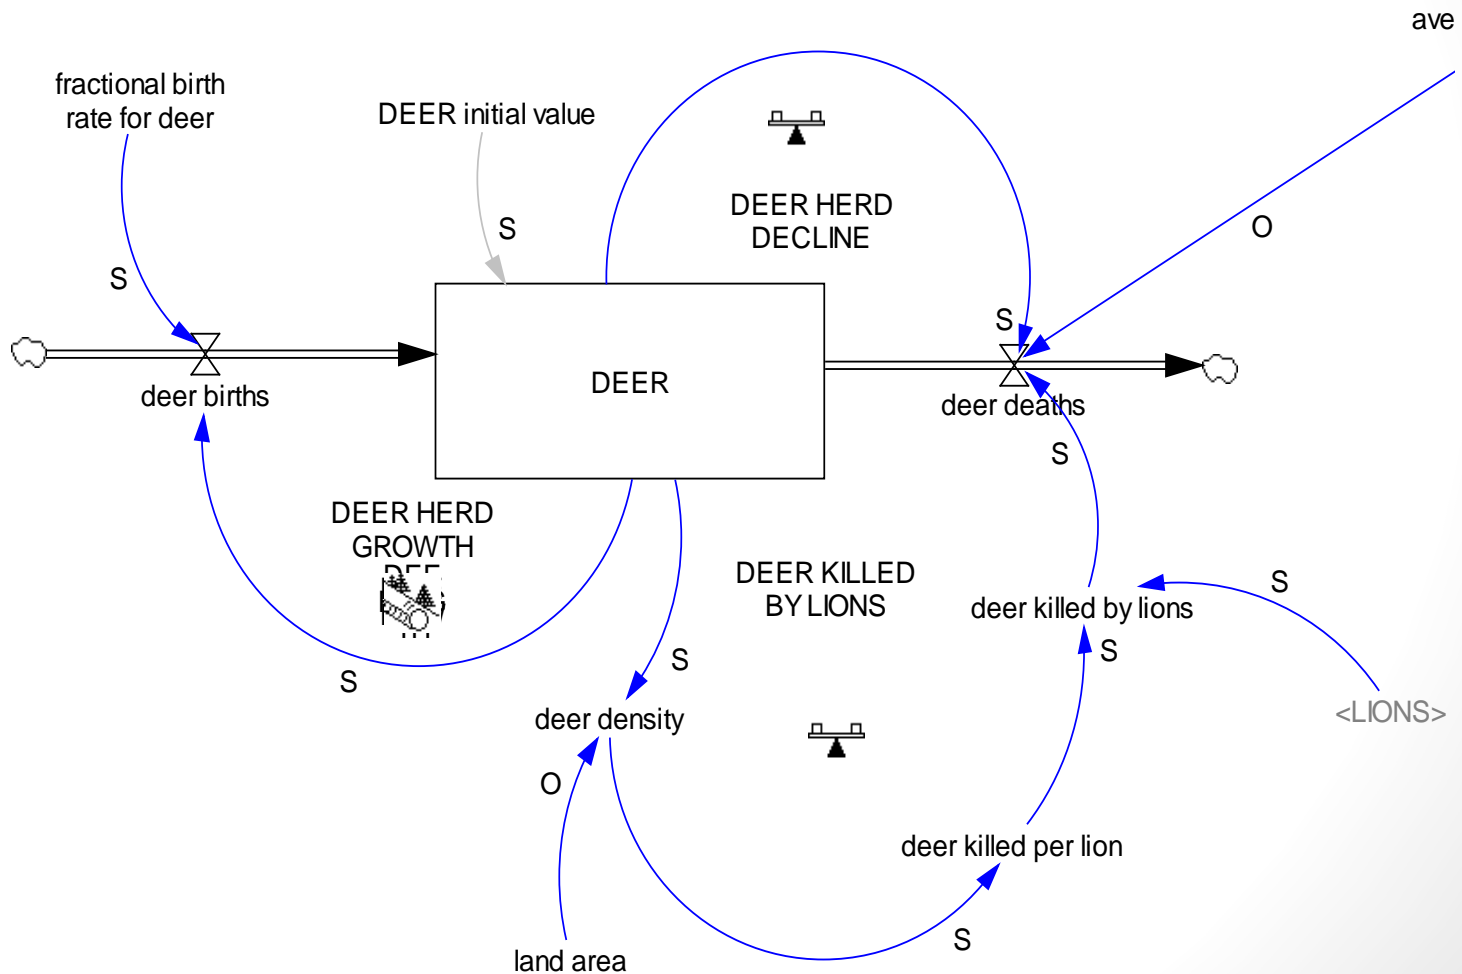 ave
fractional birth
rate for deer
DEER initial value
DEER HERD
DECLINE
S
O
S
S
deer births
DEER
deer deaths
S
DEER HERD
GROWTH
DEER KILLED
BY LIONS
S
deer killed by lions
S
S
S
<LIONS>
deer density
O
deer killed per lion
S
land area